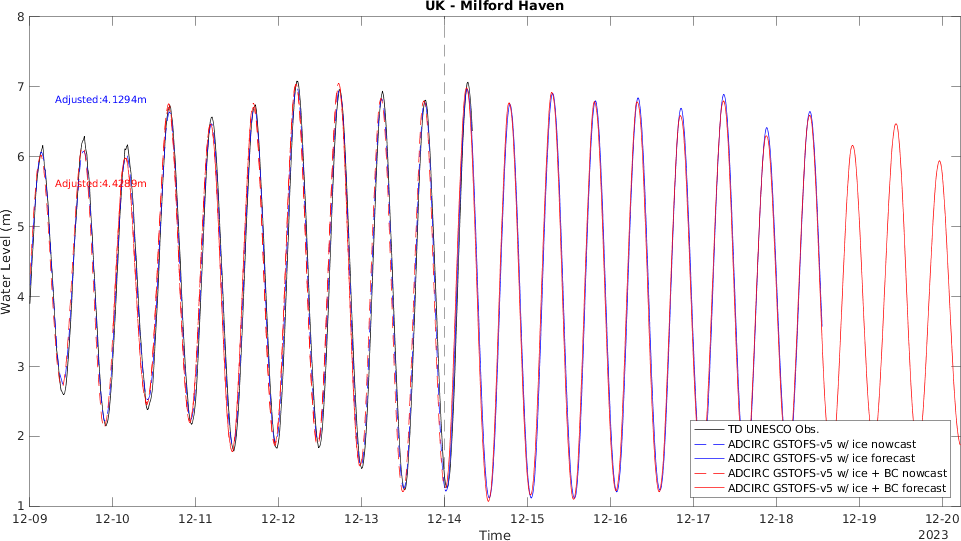 UK - Milford Haven
8
7
6
5
4
3
2
1
Water Level (m)
Adjusted:4.1294m
Adjusted:4.4289m
TD UNESCO Obs.
ADCIRC GSTOFS-v5 w/ ice nowcast
ADCIRC GSTOFS-v5 w/ ice forecast
ADCIRC GSTOFS-v5 w/ ice + BC nowcast
ADCIRC GSTOFS-v5 w/ ice + BC forecast
12-09 12-10 12-11 12-12 12-13 12-14 12-15 12-16 12-17 12-18 12-19 12-20
Time
2023